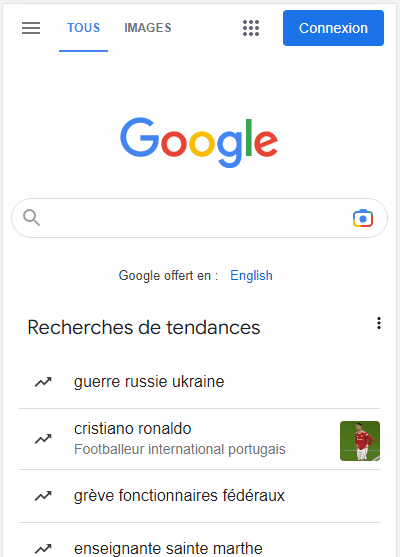 TOUS IMAGES Connexion
Google
Google offert en : English
Recherches de tendances
guerre russie ukraine
cristiano ronaldo
Footballeur international portugais
grève fonctionnaires fédéraux
enseignante sainte marthe